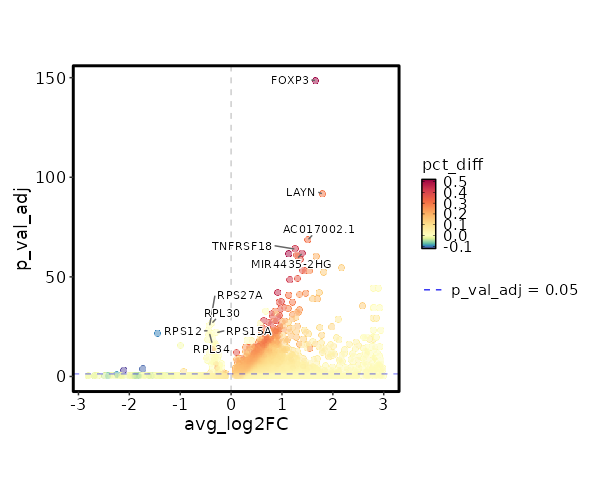 150
100
50
0
-3
-2
-1
0
1
2
3
p_val_adj
avg_log2FC
FOXP3
LAYN
AC017002.1
TNFRSF18
MIR4435-2HG
RPS27A
RPL30
RPS12
RPS15A
RPL34
pct_diff
0.5
0.4
0.3
0.2
0.1
0.0
-0.1
p_val_adj = 0.05